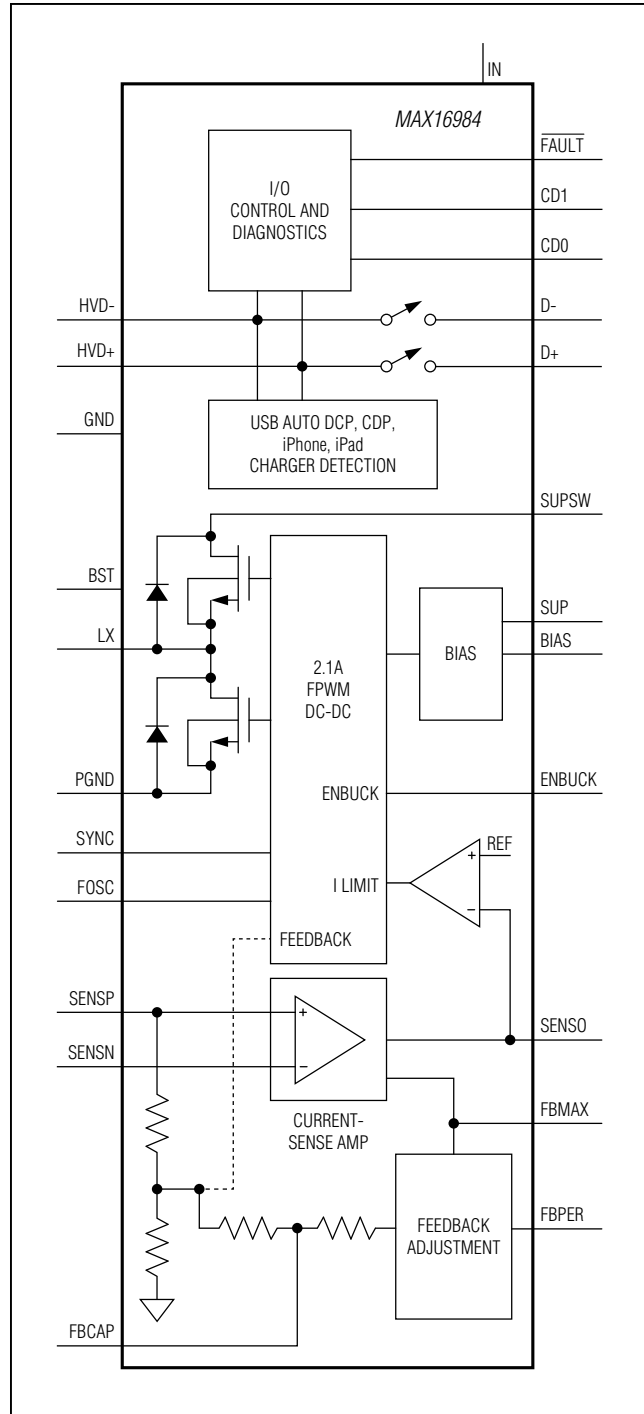 IN
MAX16984
FAULT
I/O
CONTROL AND
DIAGNOSTICS
CD1
CD0
HVD-
D-
HVD+
D+
GND
USB AUTO DCP, CDP,
iPhone, iPad
CHARGER DETECTION
SUPSW
BST
SUP
LX
BIAS
BIAS
2.1A
FPWM
DC-DC
PGND
ENBUCK
ENBUCK
SYNC
REF
+
I LIMIT
-
FOSC
FEEDBACK
SENSP
+
SENSO
SENSN
-
CURRENT-
SENSE AMP
FBMAX
FEEDBACK
ADJUSTMENT
FBPER
FBCAP